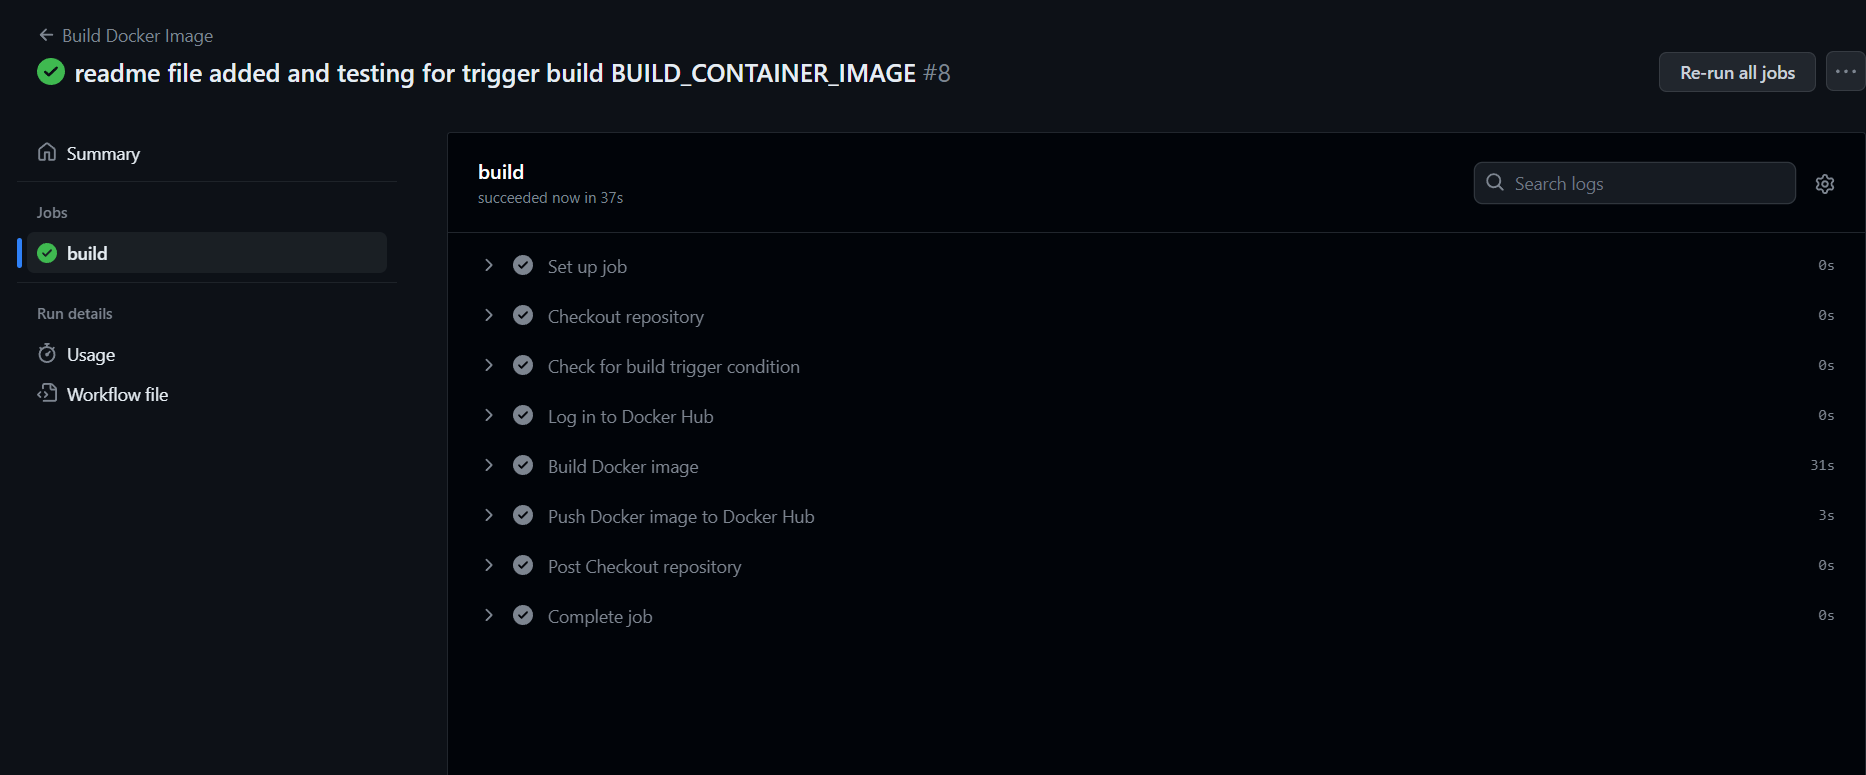 Build Docker Image
readme file added and testing for trigger build BUILD_CONTAINER_IMAGE #8
Re-run all jobs
Summary
Jobs
build
Run details
Usage
Workflow file
build
succeeded now in 37s
Search logs
Set up job 0s
Checkout repository 0s
Check for build trigger condition 0s
Log in to Docker Hub 0s
Build Docker image 31s
Push Docker image to Docker Hub 3s
Post Checkout repository 0s
Complete job 0s